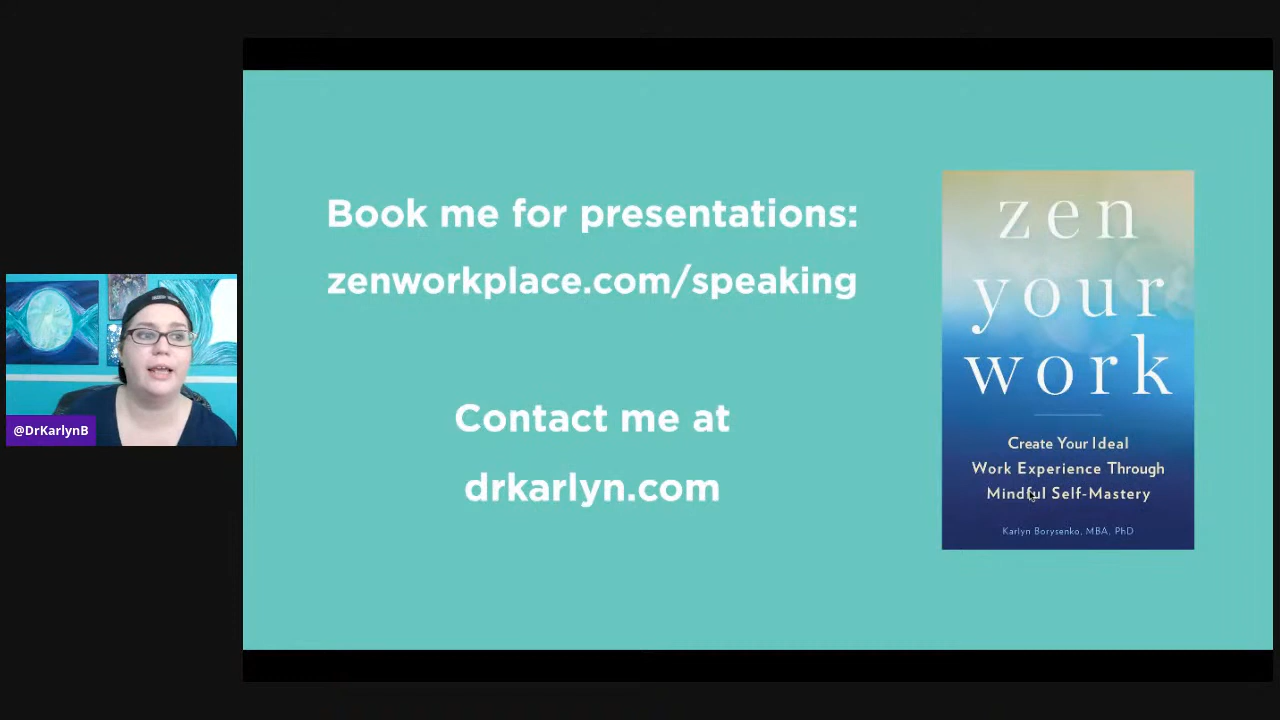 Book me for presentations:
zenworkplace.com/speaking
Contact me at
drkarlyn.com
@DrKarlynB
zen
your
work
Create Your Ideal
Work Experience Through
Mindful Self-Mastery
Karlyn Borysenko, MBA, PhD